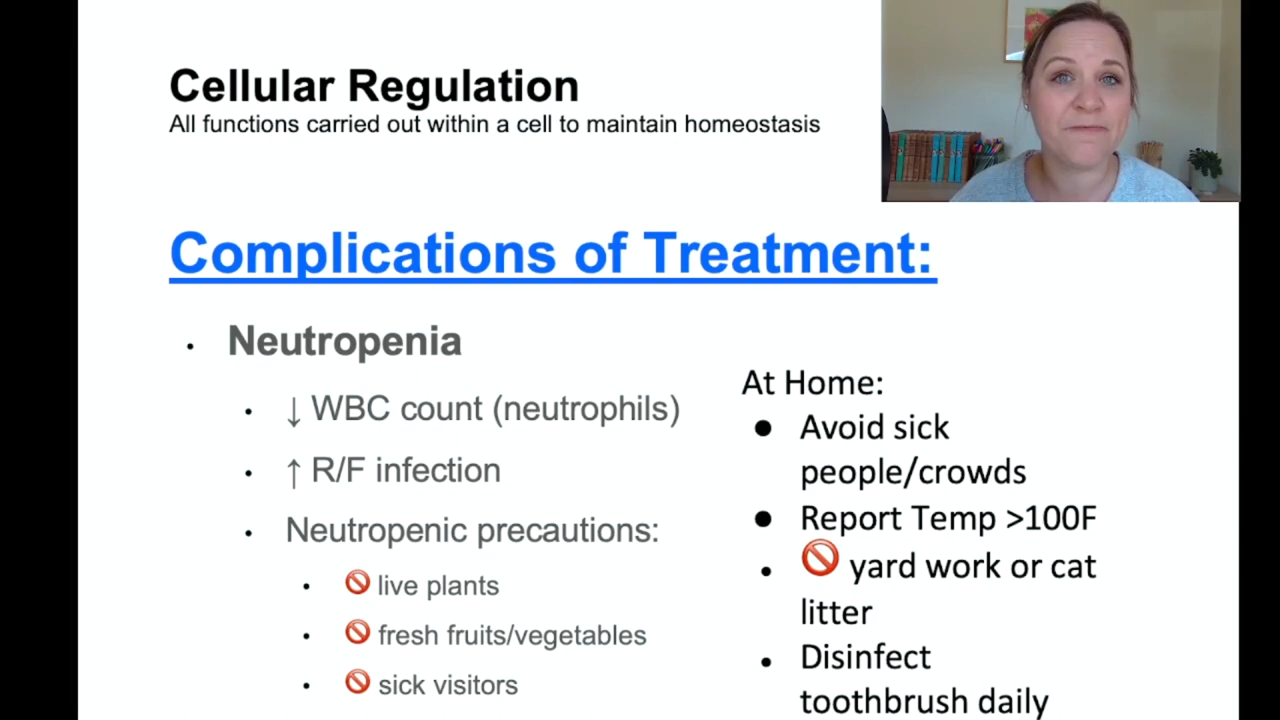 Cellular Regulation
All functions carried out within a cell to maintain homeostasis
Complications of Treatment:
Neutropenia
↓ WBC count (neutrophils)
↑ R/F infection
Neutropenic precautions:
🚫 live plants
🚫 fresh fruits/vegetables
🚫 sick visitors
At Home:
Avoid sick
people/crowds
Report Temp >100F
🚫 yard work or cat
litter
Disinfect
toothbrush daily